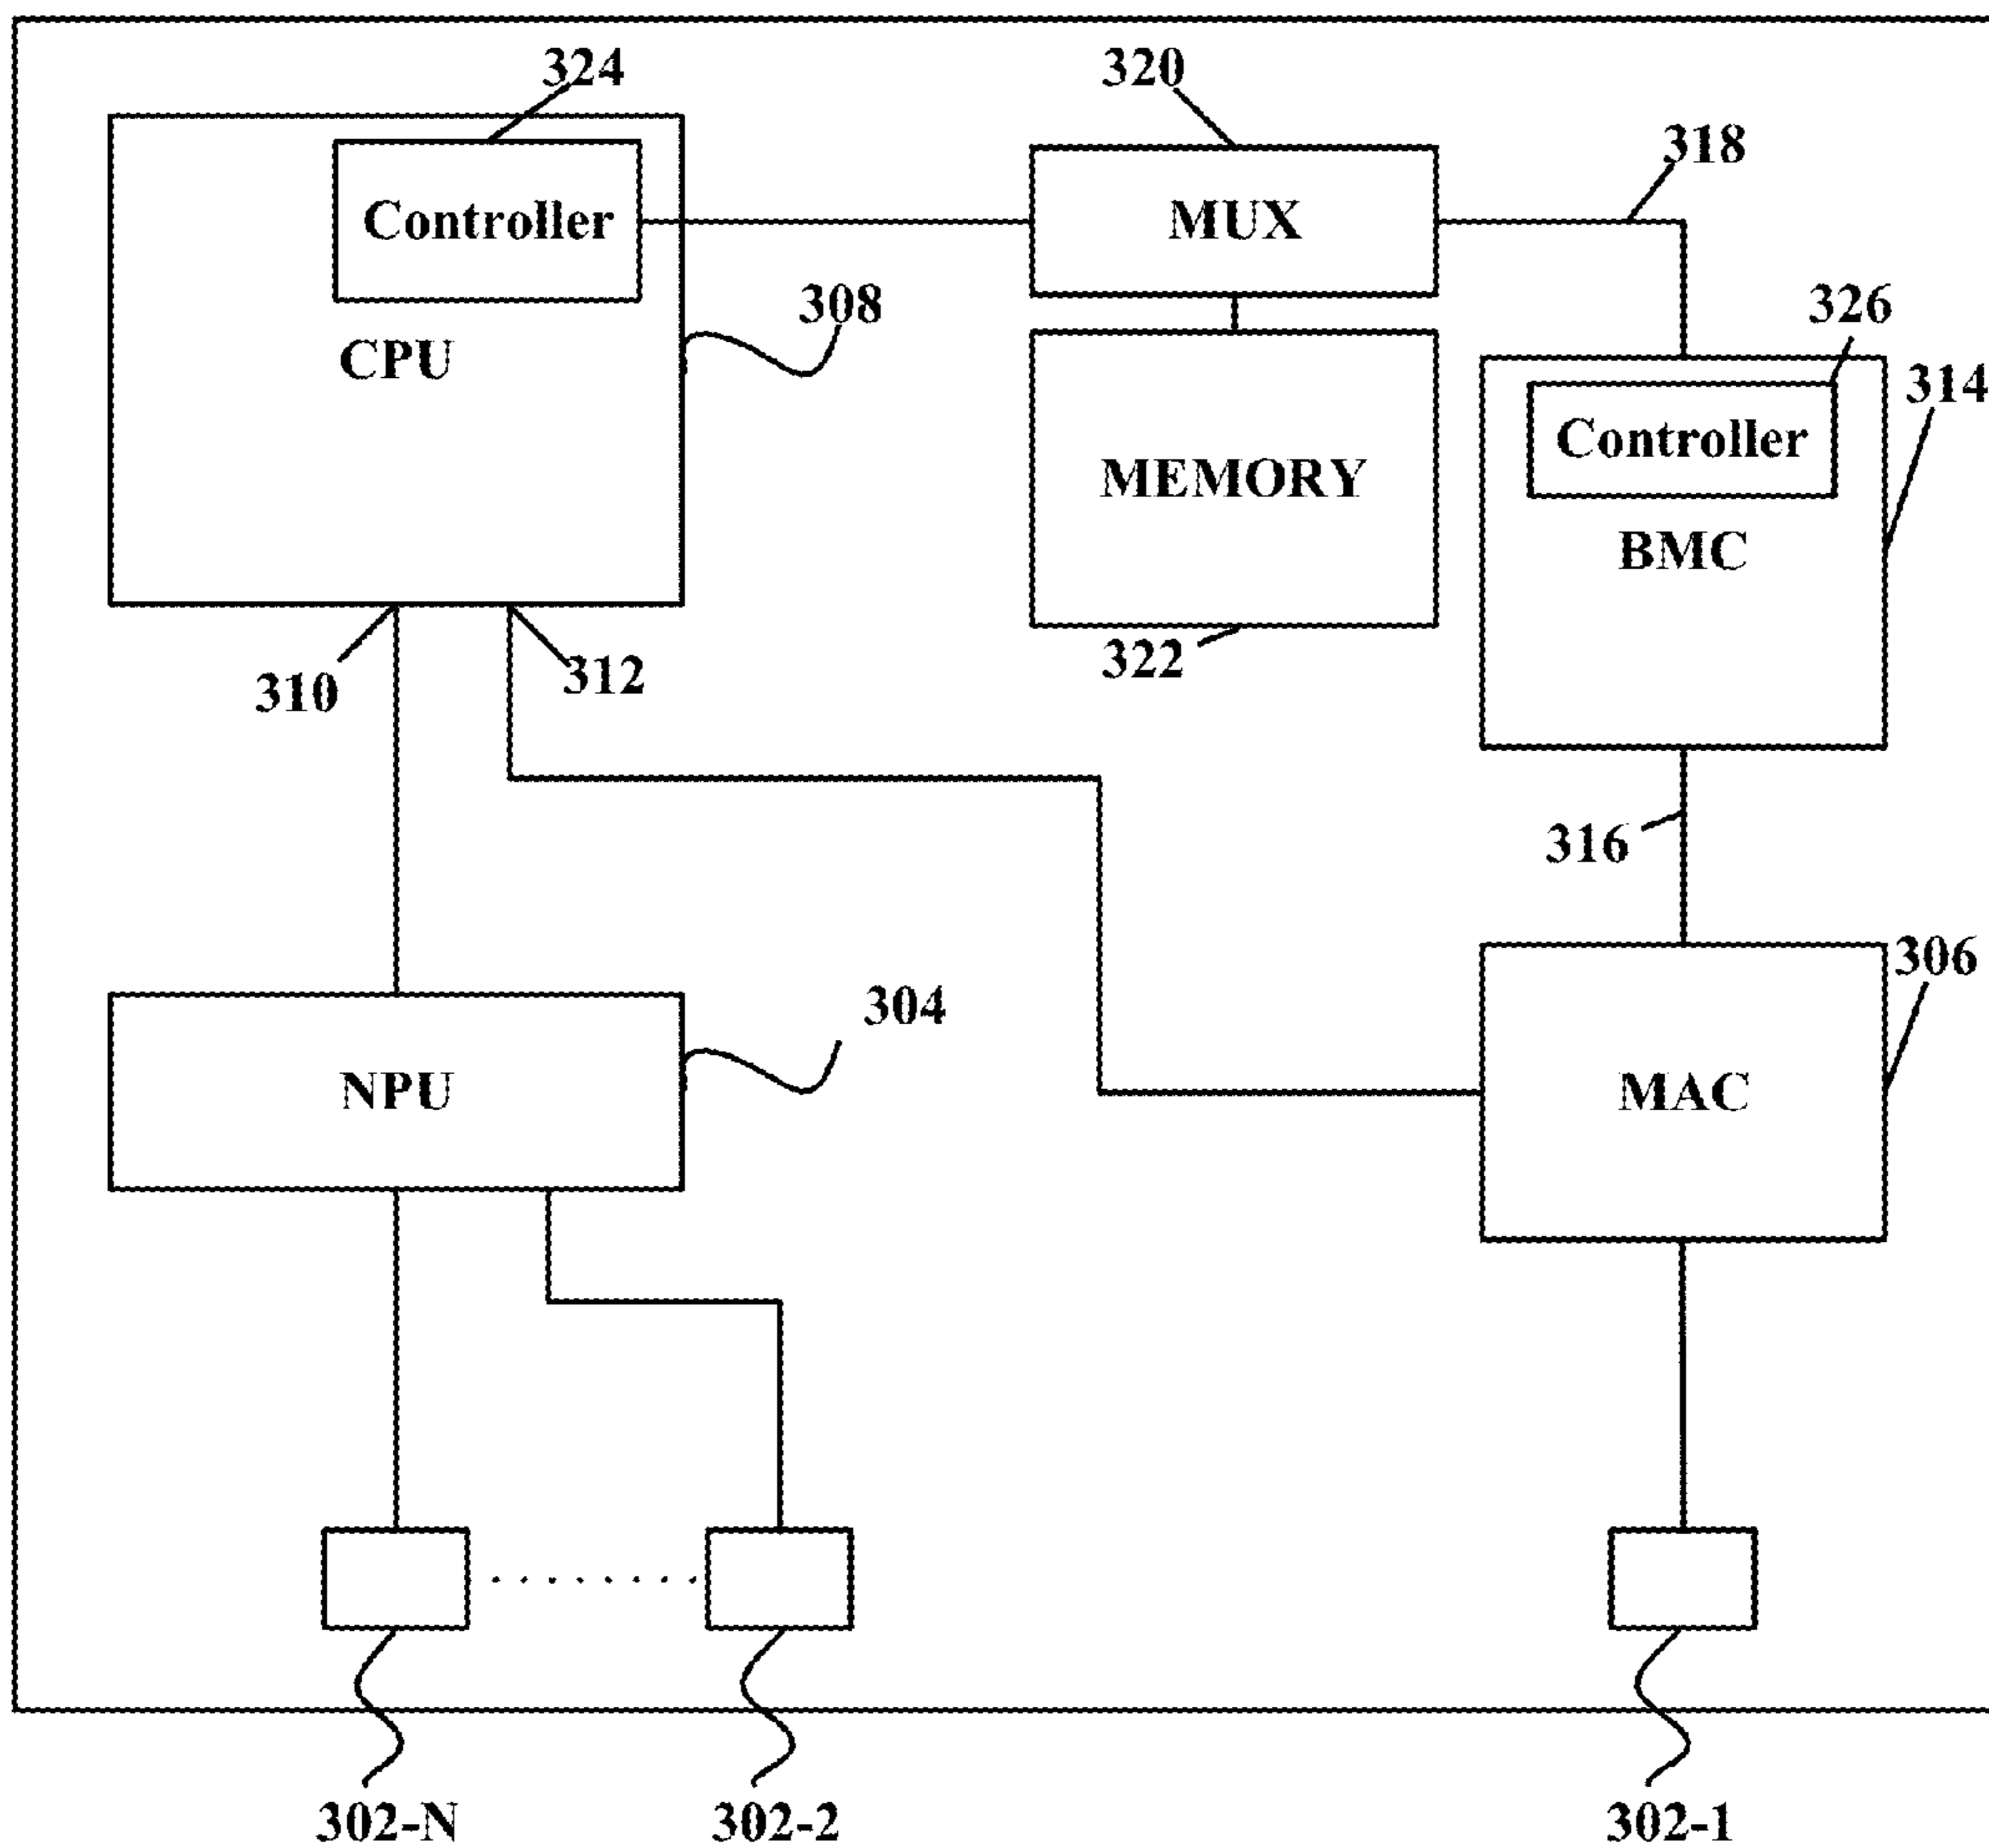 324
320
318
Controller
MUX
308
326
CPU
314
Controller
MEMORY
BMC
322
310
312
316
306
304
NPU
MAC
302-N
302-2
302-1